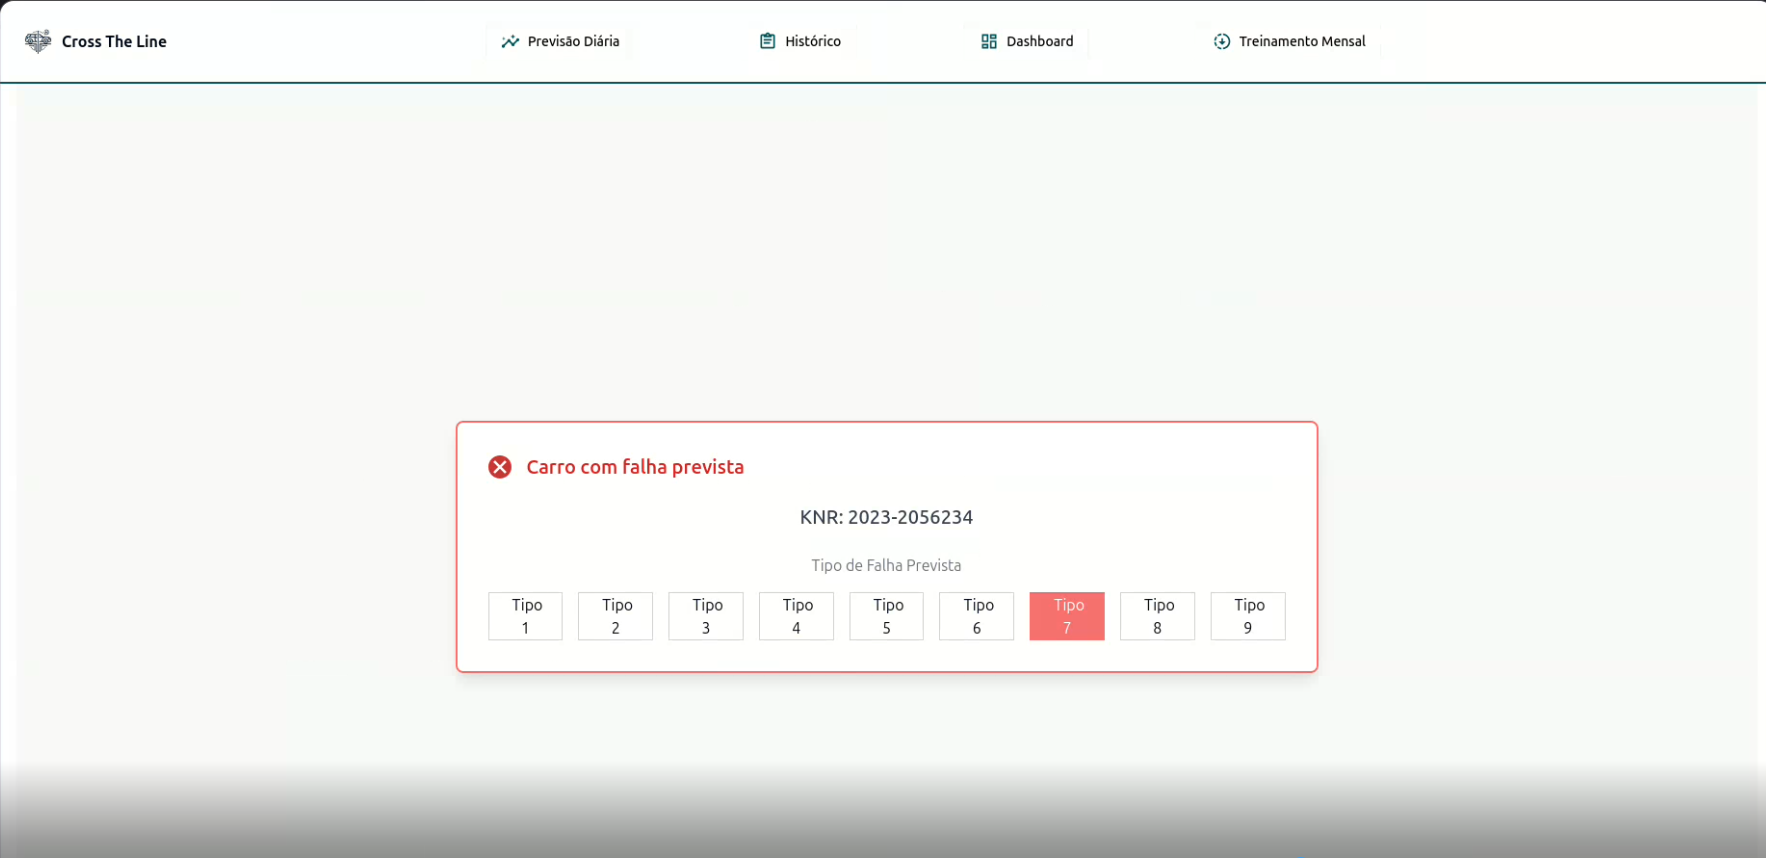 Cross The Line
Previsão Diária
Histórico
Dashboard
Treinamento Mensal
Carro com falha prevista
KNR: 2023-2056234
Tipo de Falha Prevista
Tipo
1
Tipo
2
Tipo
3
Tipo
4
Tipo
5
Tipo
6
Tipo
7
Tipo
8
Tipo
9